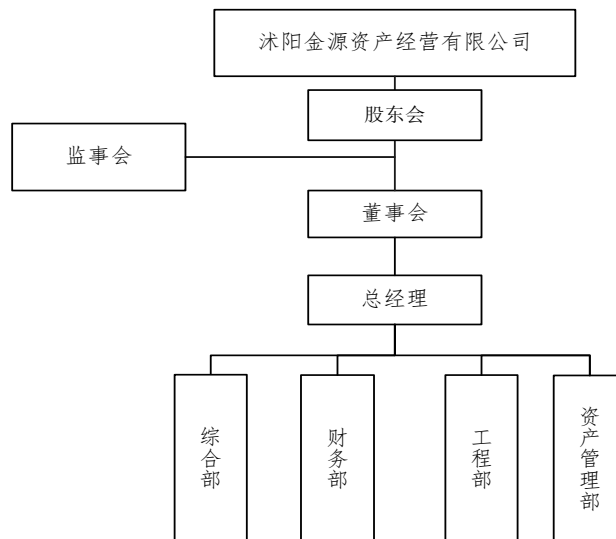 沭阳金源资产经营有限公司
股东会
监事会
董事会
总经理
综合部
财务部
工程部
资产管理部